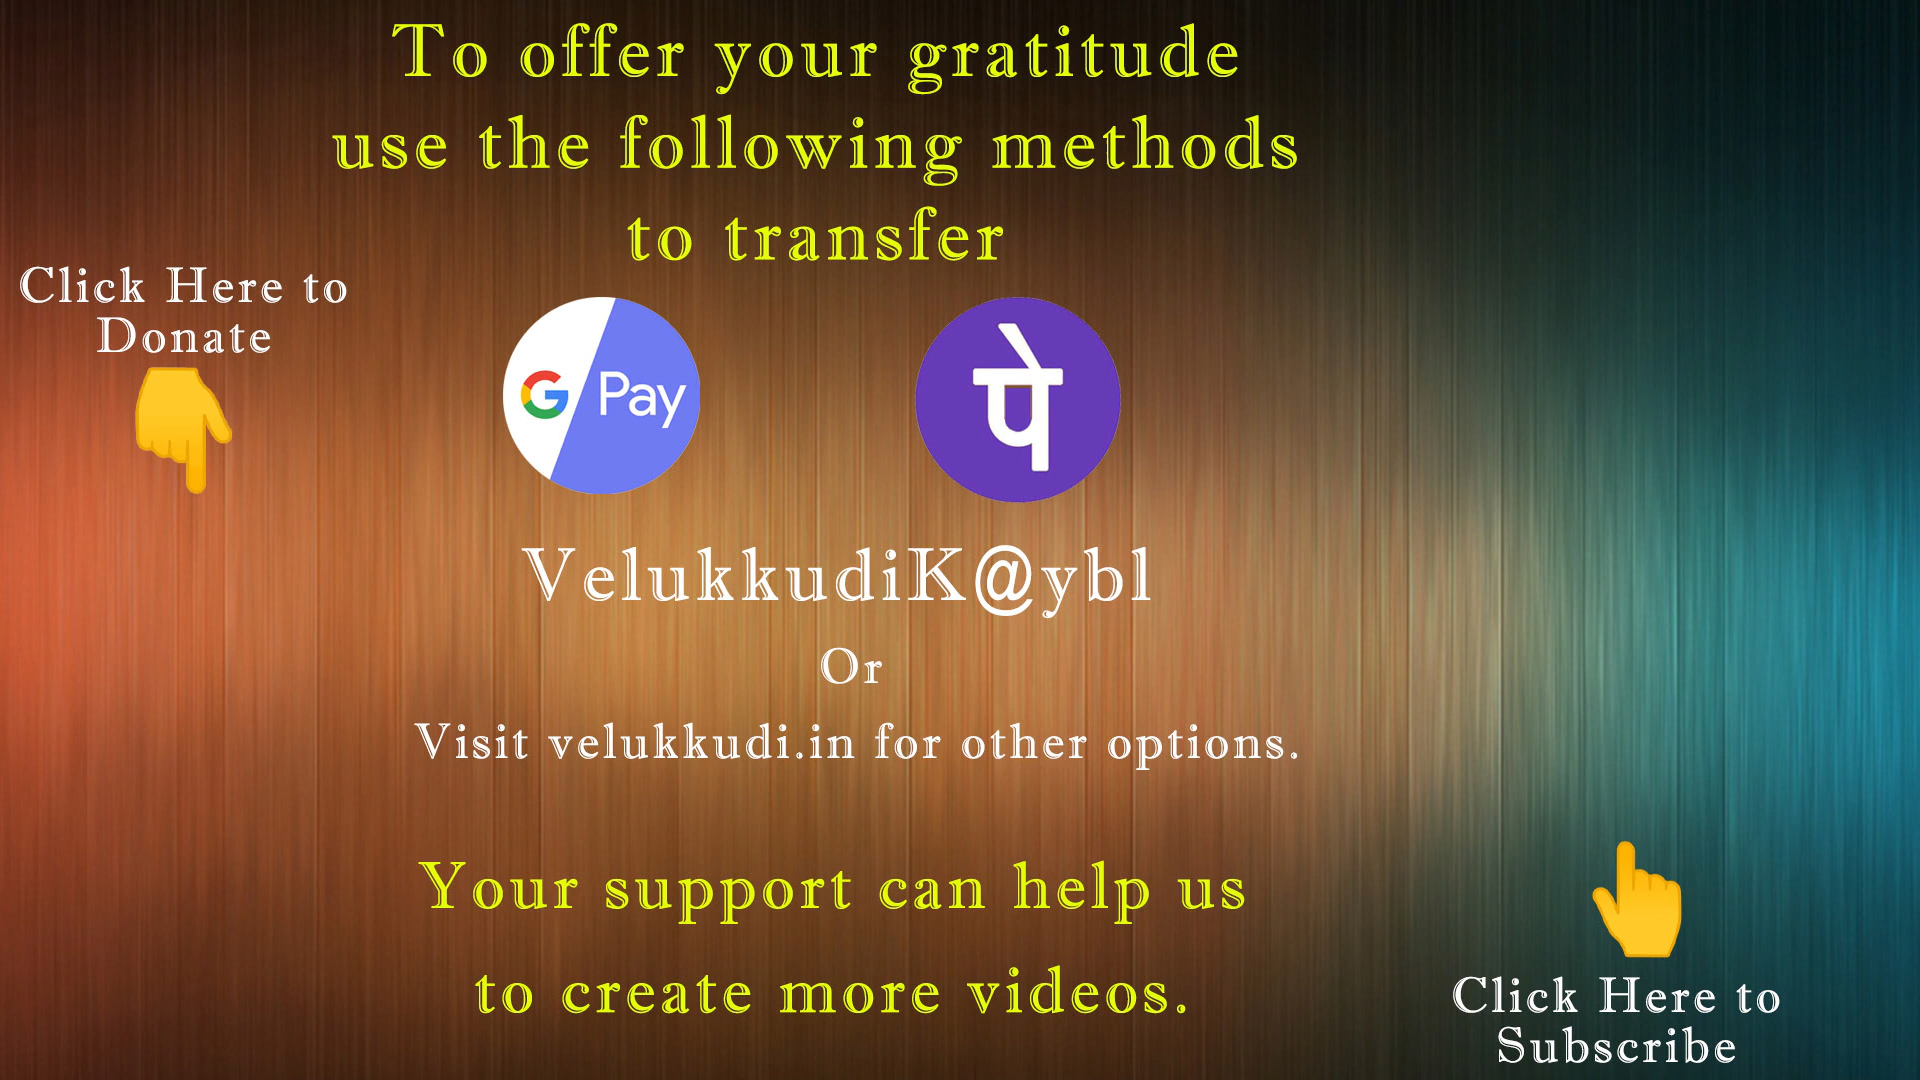 To offer your gratitude
use the following methods
to transfer
Click Here to
Donate
G Pay
पे
VelukkudiK@ybl
Or
Visit velukkudi.in for other options.
Your support can help us
to create more videos.
Click Here to
Subscribe